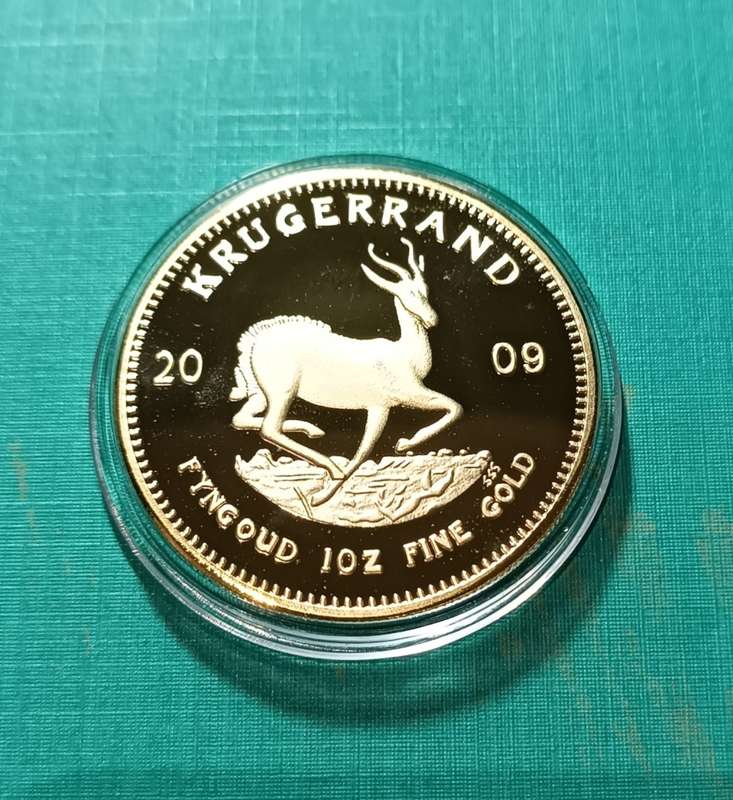 KRUGERRAND
20 09
FYNGOUD 1OZ FINE GOLD